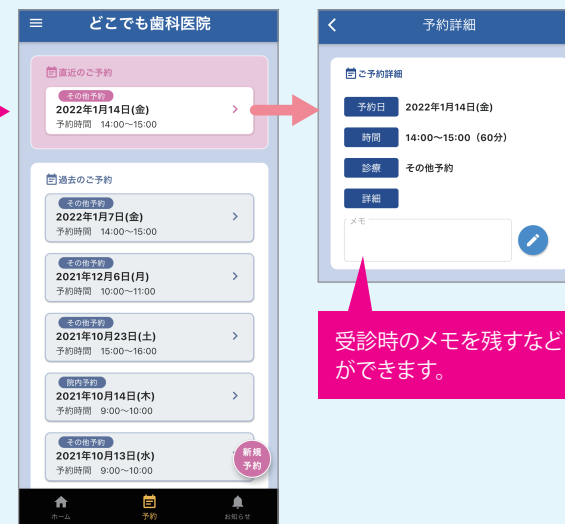 どこでも歯科医院
直近のご予約
その他予約
2022年1月14日(金)
予約時間 14:00〜15:00
過去のご予約
その他予約
2022年1月7日(金)
予約時間 14:00〜15:00
その他予約
2021年12月6日(月)
予約時間 10:00〜11:00
その他予約
2021年10月23日(土)
予約時間 15:00〜16:00
院内予約
2021年10月14日(木)
予約時間 9:00〜10:00
その他予約
2021年10月13日(水)
予約時間 9:00〜10:00
新規
予約
ホーム
予約
お知らせ
予約詳細
ご予約詳細
予約日 2022年1月14日(金)
時間 14:00〜15:00（60分）
診療 その他予約
詳細
メモ
受診時のメモを残すなど
ができます。